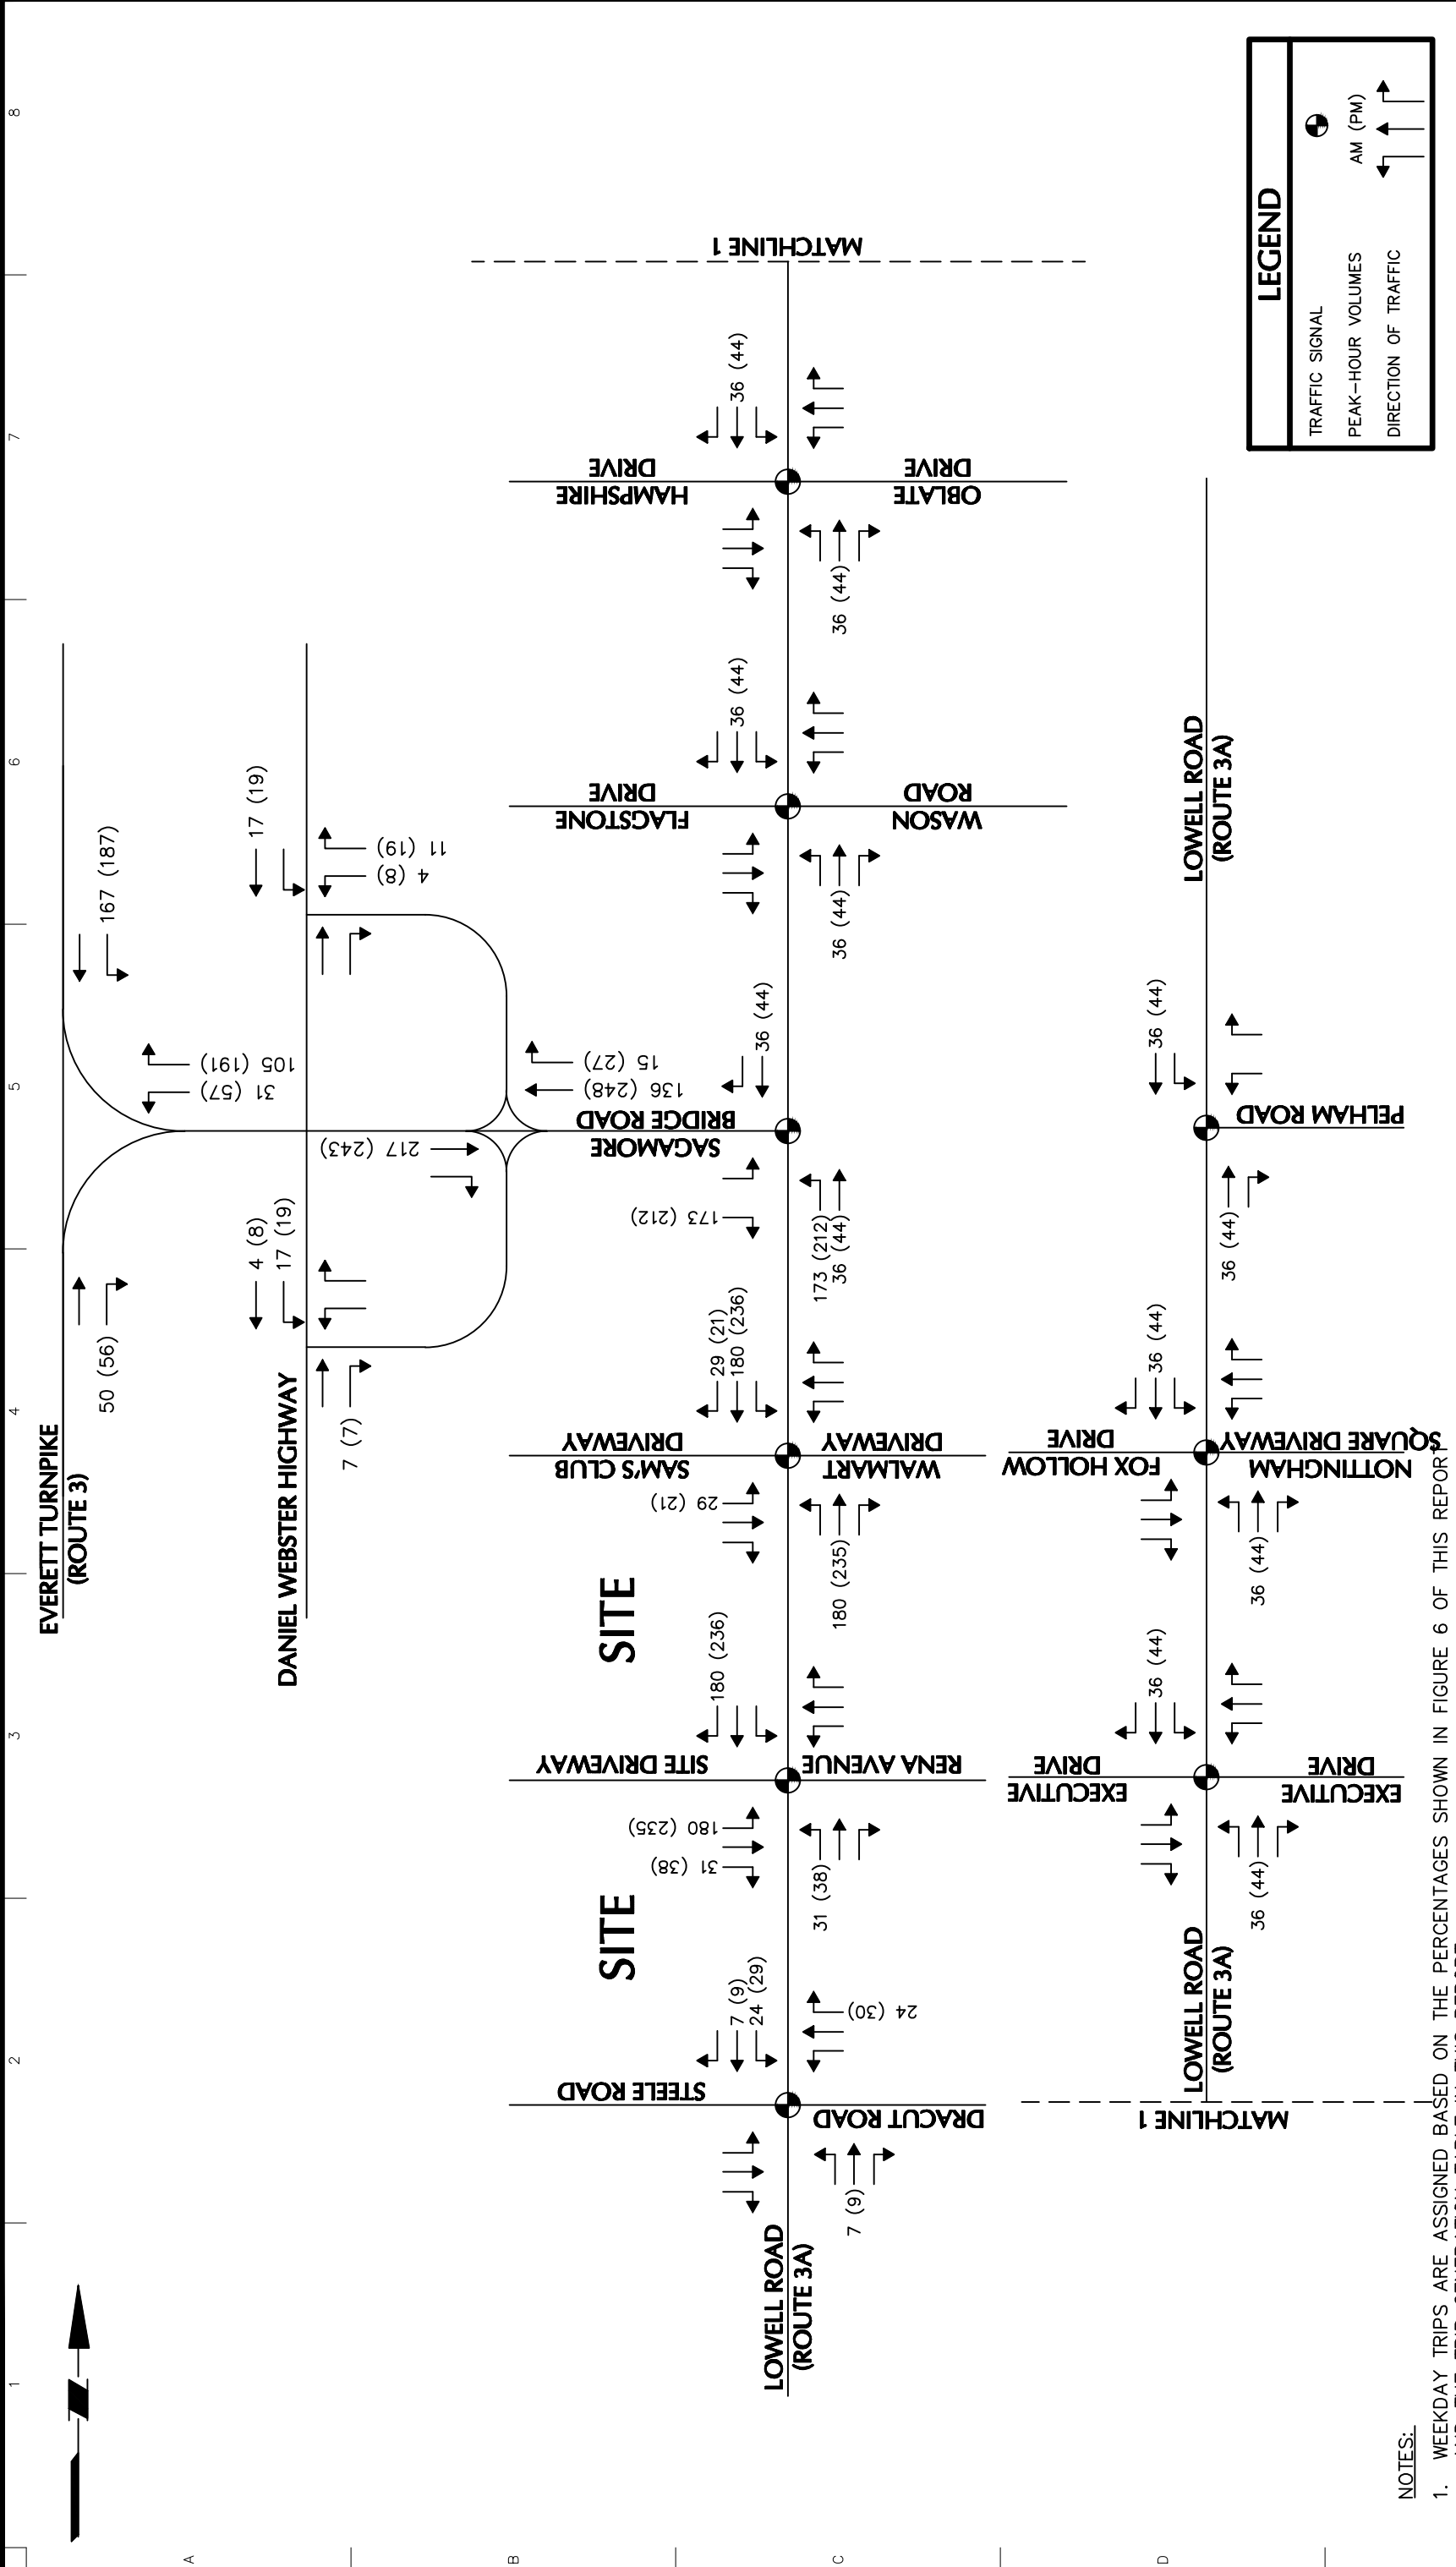 8
7
6
5
4
3
2
1
A
B
C
D
EVERETT TURNPIKE
(ROUTE 3)
50 (56)
167 (187)
31 (57)
105 (191)
DANIEL WEBSTER HIGHWAY
7 (7)
4 (8)
17 (19)
17 (19)
4 (8)
11 (19)
217 (243)
136 (248)
15 (27)
SAGAMORE
BRIDGE ROAD
173 (212)
36 (44)
173 (212)
36 (44)
LOWELL ROAD
(ROUTE 3A)
STEELE ROAD
DRACUT ROAD
7 (9)
7 (9)
24 (29)
24 (30)
SITE
SITE DRIVEWAY
RENA AVENUE
31 (38)
180 (235)
31 (38)
180 (236)
SITE
SAM'S CLUB
DRIVEWAY
WALMART
DRIVEWAY
29 (21)
180 (235)
29 (21)
180 (236)
FLAGSTONE
DRIVE
WASON
ROAD
36 (44)
36 (44)
HAMPSHIRE
DRIVE
OBLATE
DRIVE
36 (44)
36 (44)
MATCHLINE 1
MATCHLINE 1
LOWELL ROAD
(ROUTE 3A)
EXECUTIVE
DRIVE
EXECUTIVE
DRIVE
36 (44)
36 (44)
FOX HOLLOW
DRIVE
NOTTINGHAM
SQUARE DRIVEWAY
36 (44)
36 (44)
PELHAM ROAD
36 (44)
36 (44)
LOWELL ROAD
(ROUTE 3A)
LEGEND
TRAFFIC SIGNAL
PEAK-HOUR VOLUMES AM (PM)
DIRECTION OF TRAFFIC
NOTES:
1. WEEKDAY TRIPS ARE ASSIGNED BASED ON THE PERCENTAGES SHOWN IN FIGURE 6 OF THIS REPORT